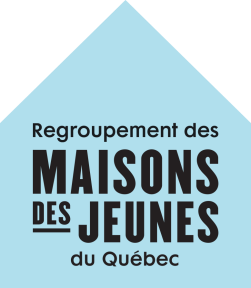 Regroupement des
MAISONS
DES JEUNES
du Québec